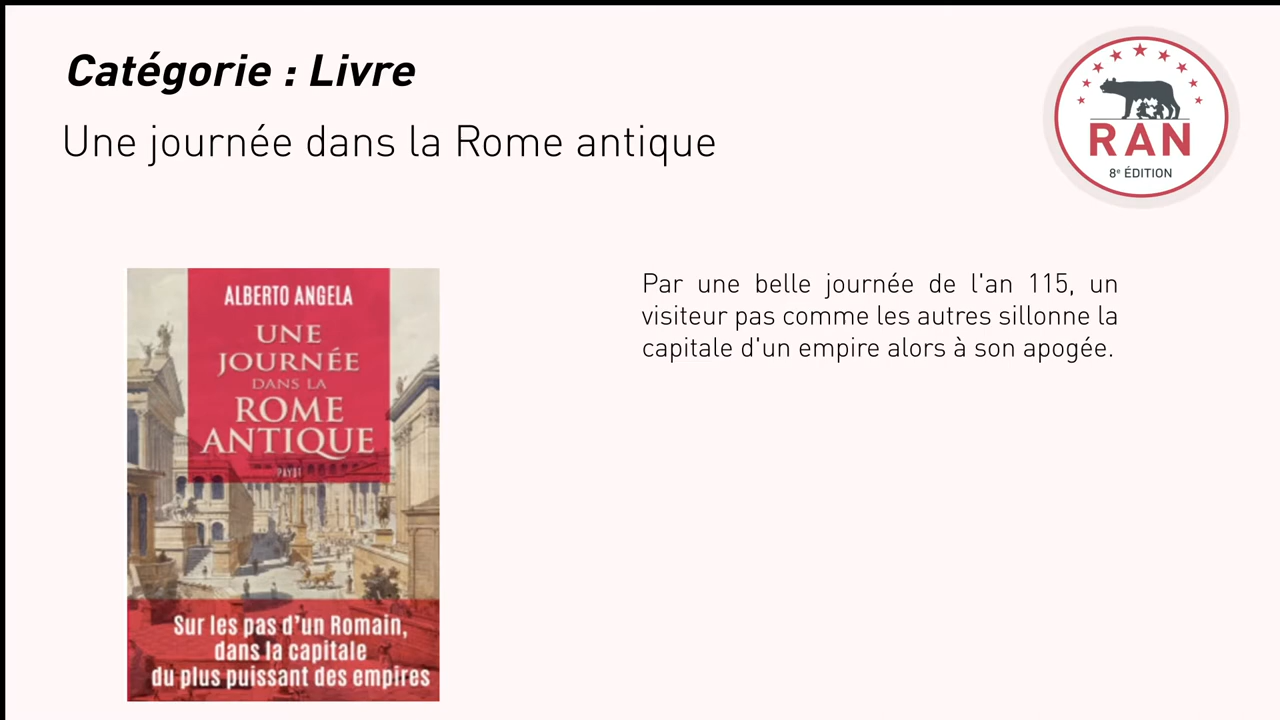 Catégorie : Livre
Une journée dans la Rome antique
RAN
8e ÉDITION
ALBERTO ANGELA
UNE
JOURNÉE
DANS LA
ROME
ANTIQUE
PAYOT
Sur les pas d'un Romain,
dans la capitale
du plus puissant des empires
Par une belle journée de l'an 115, un
visiteur pas comme les autres sillonne la
capitale d'un empire alors à son apogée.